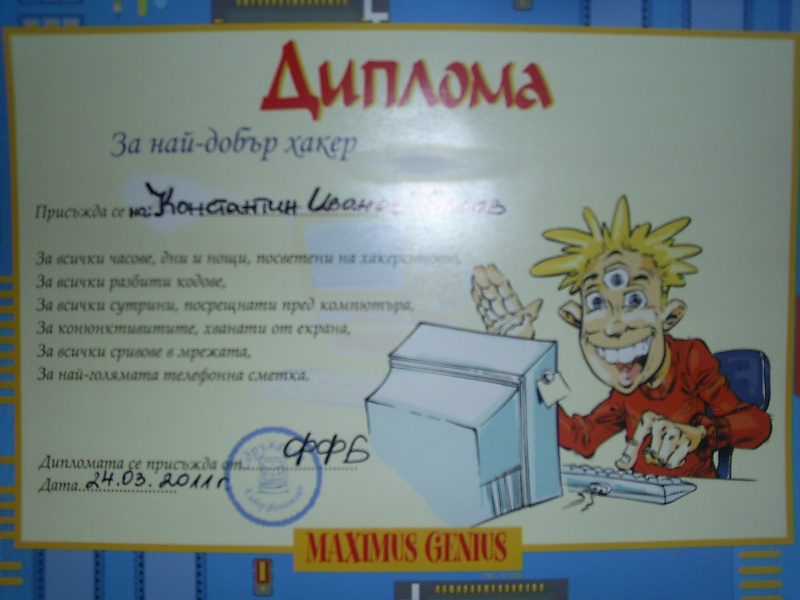 Диплома
За най-добър хакер
Присъжда се на: Константин Иванов
За всички часове, дни и нощи, посветени на хакерството,
За всички разбити кодове,
За всички сутрини, посрещнати пред компютъра,
За конюнктивитите, хванати от екрана,
За всички сривове в мрежата,
За най-голямата телефонна сметка.
Дипломата се присъжда от ФФБ
Дата 24.03.2011г
MAXIMUS GENIUS